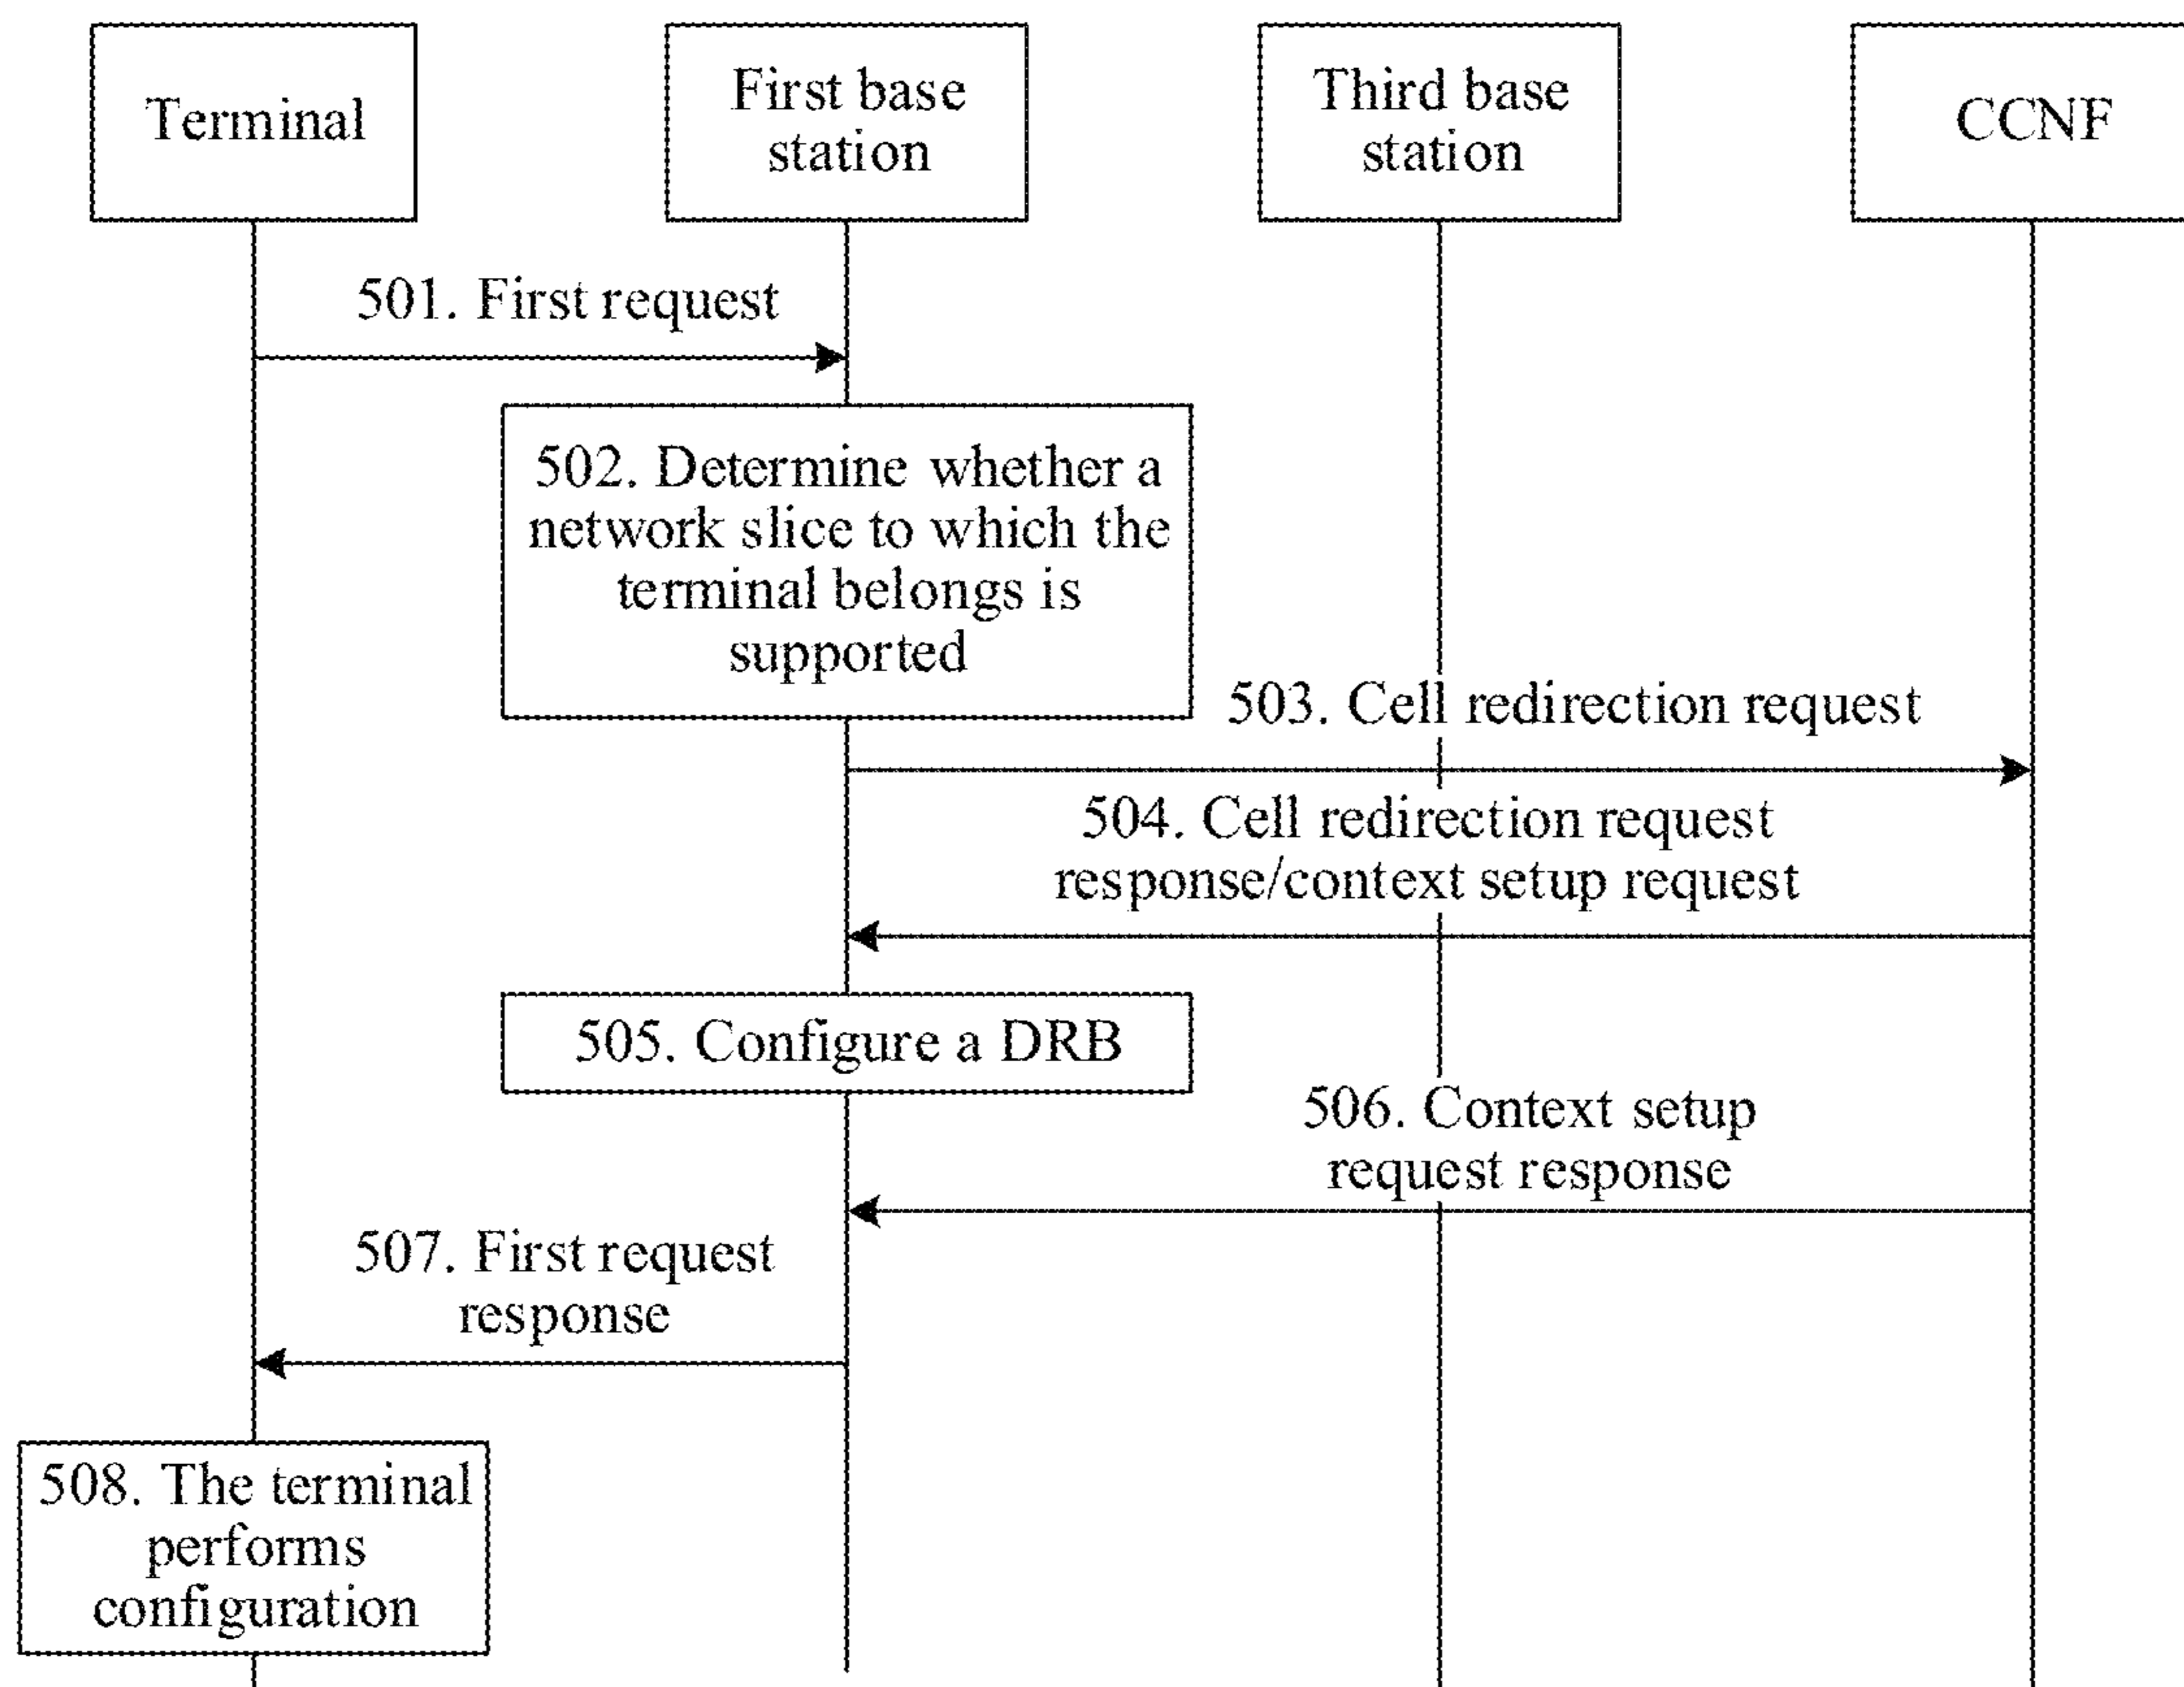 Terminal
First base
station
Third base
station
CCNF
501. First request
502. Determine whether a
network slice to which the
terminal belongs is
supported
503. Cell redirection request
504. Cell redirection request
response/context setup request
505. Configure a DRB
506. Context setup
request response
507. First request
response
508. The terminal
performs
configuration